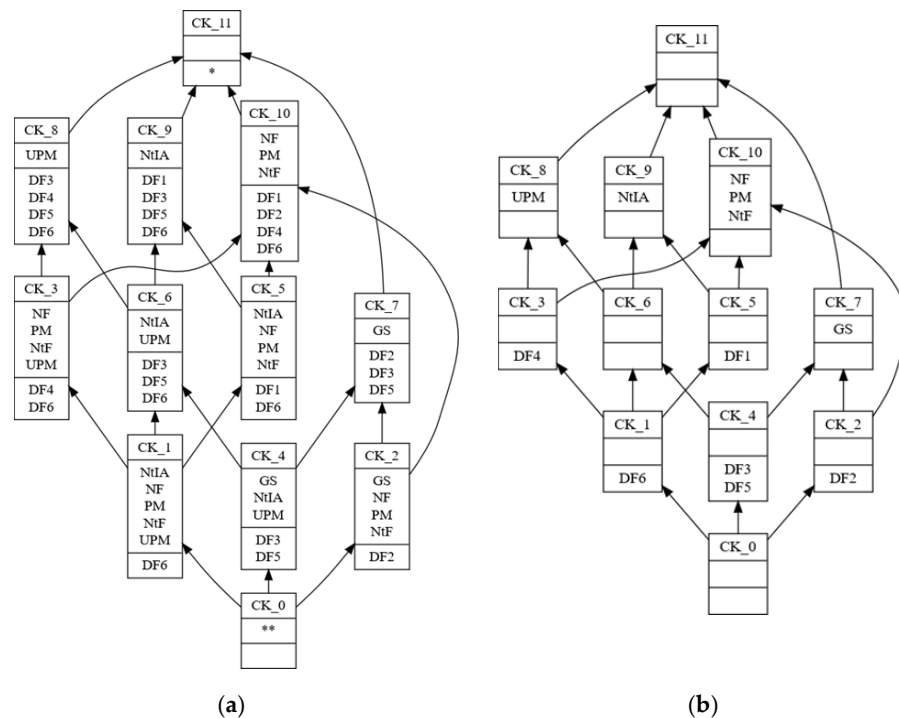 CK_11
*
CK_8
UPM
DF3
DF4
DF5
DF6
CK_9
NtIA
DF1
DF3
DF5
DF6
CK_10
NF
PM
NtF
DF1
DF2
DF4
DF6
CK_3
NF
PM
NtF
UPM
DF4
DF6
CK_6
NtIA
UPM
DF3
DF5
DF6
CK_5
NtIA
NF
PM
NtF
DF1
DF6
CK_7
GS
DF2
DF3
DF5
CK_1
NtIA
NF
PM
NtF
UPM
DF6
CK_4
GS
NtIA
UPM
DF3
DF5
CK_2
GS
NF
PM
NtF
DF2
CK_0
**
(a)
CK_11
CK_8
UPM
CK_9
NtIA
CK_10
NF
PM
NtF
CK_3
DF4
CK_6
CK_5
DF1
CK_7
GS
CK_1
DF6
CK_4
DF3
DF5
CK_2
DF2
CK_0
(b)